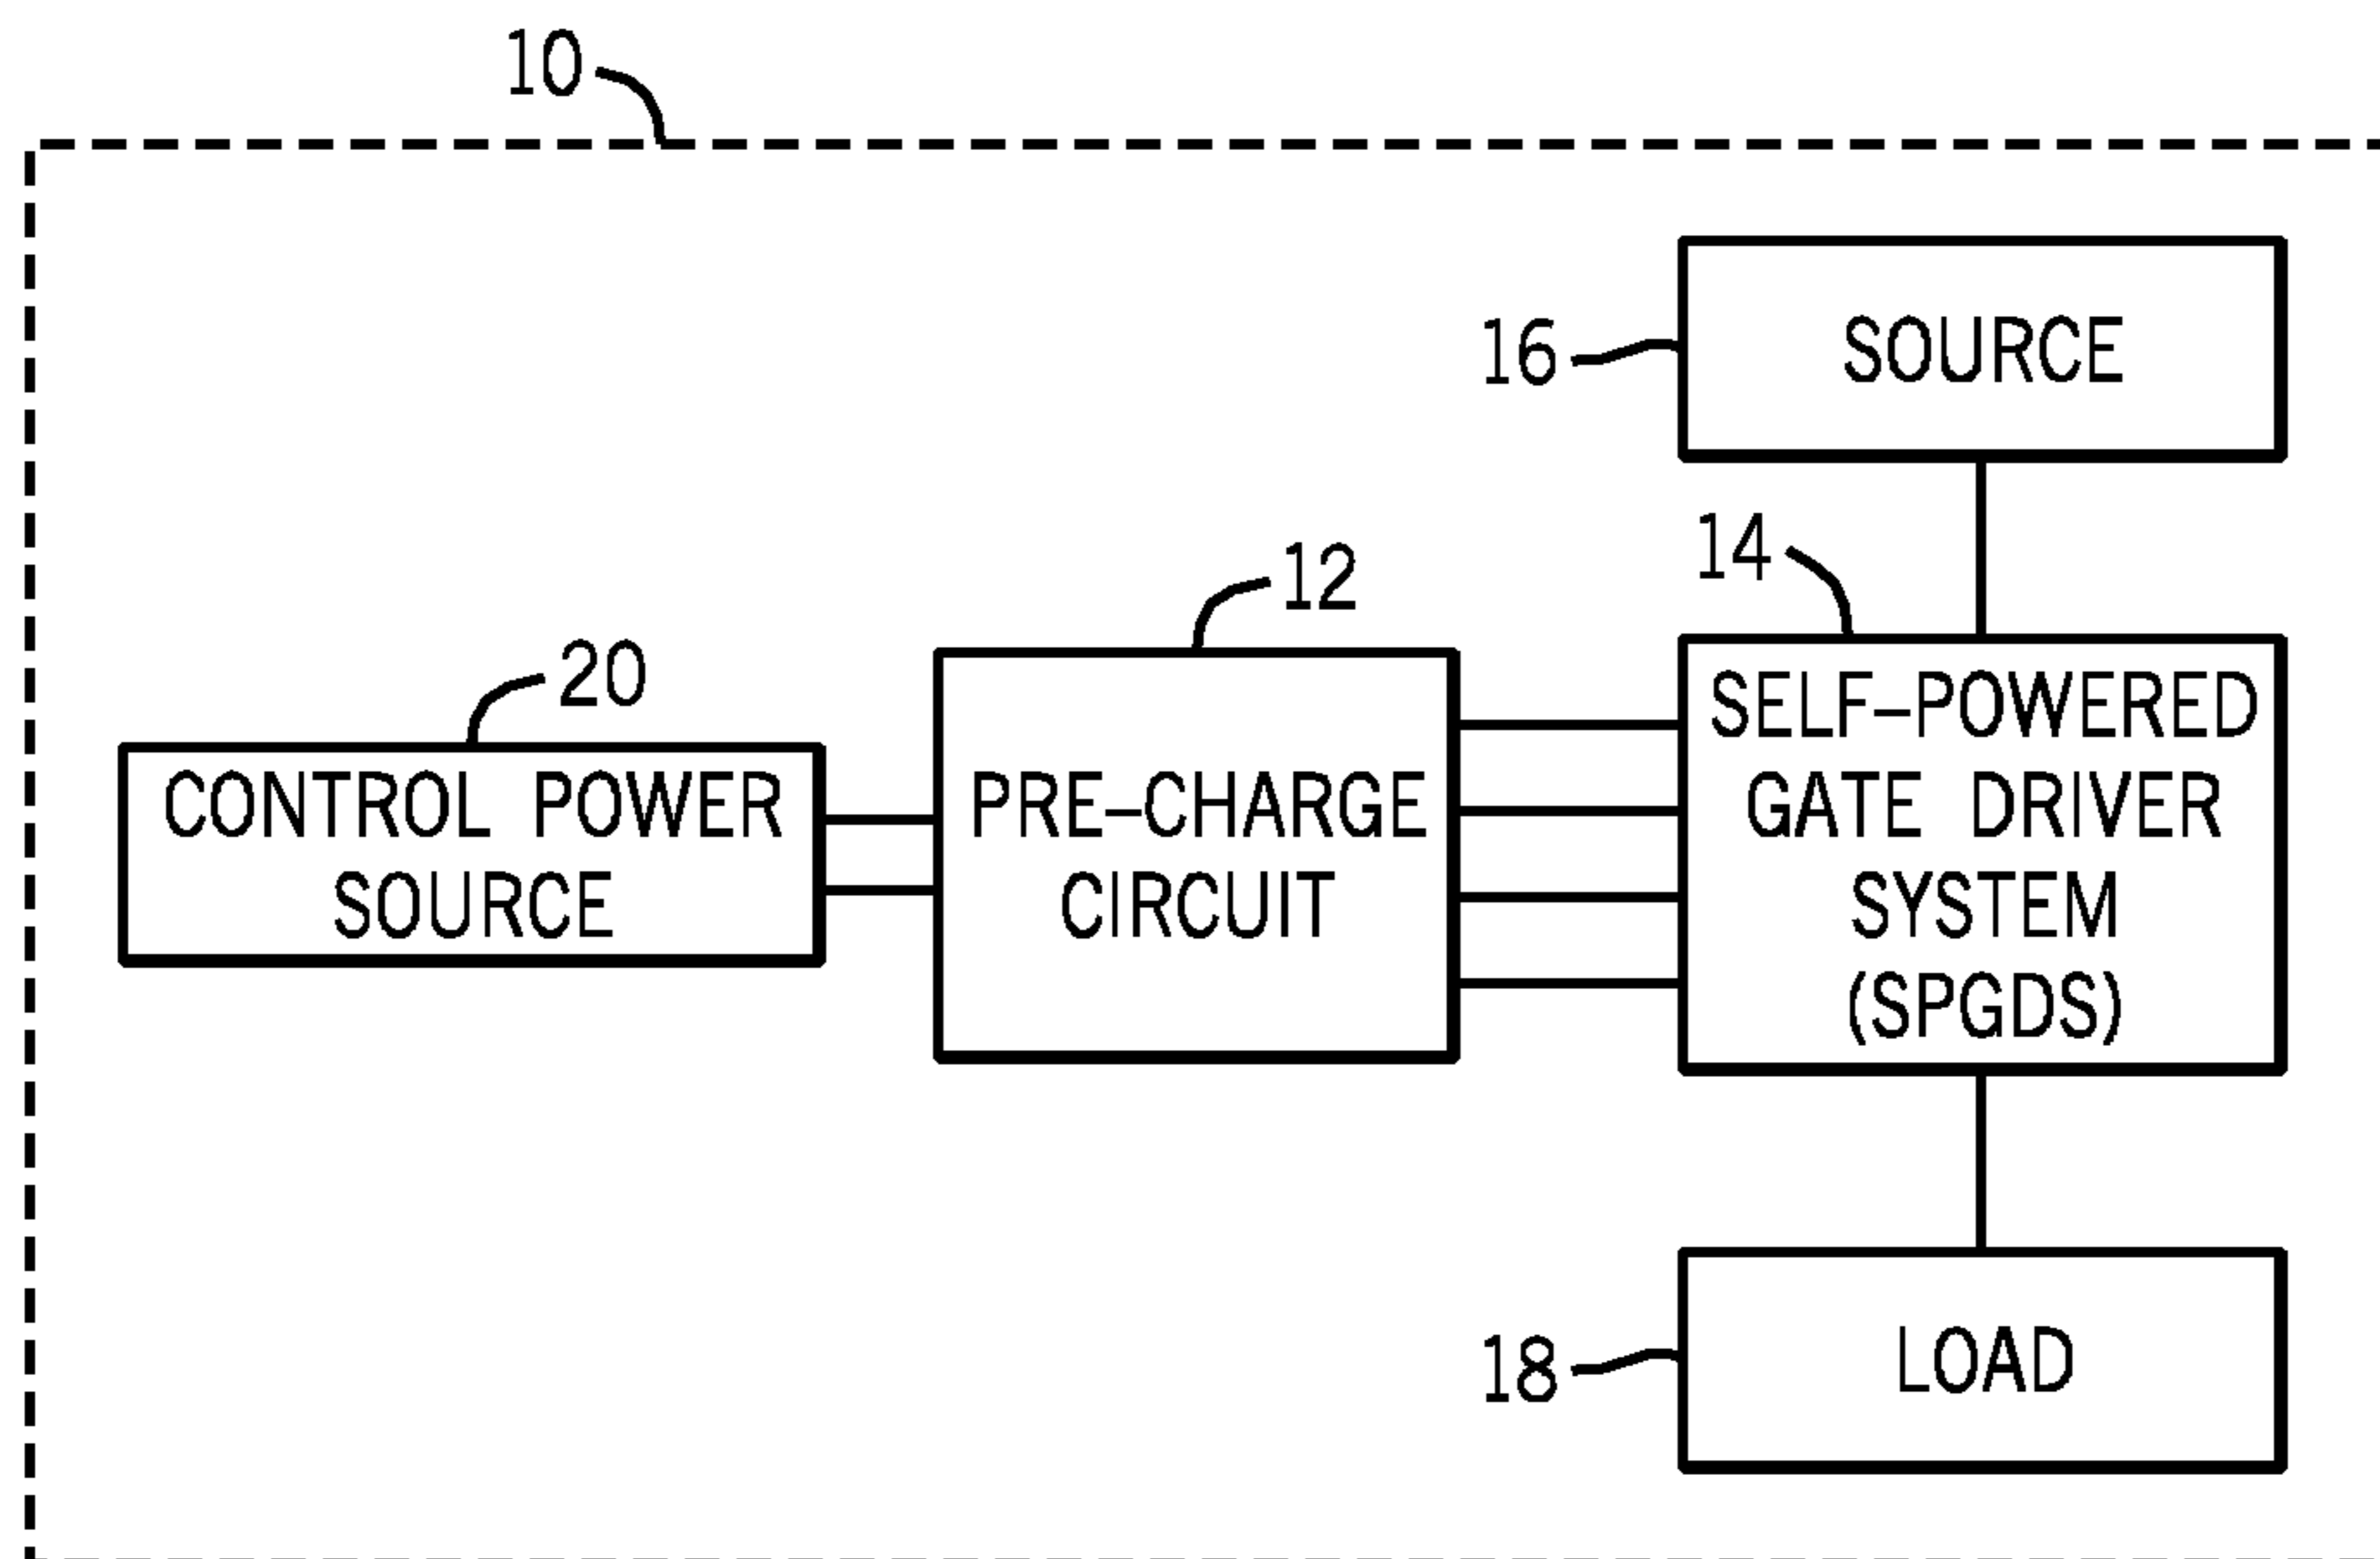 10
16
SOURCE
14
12
20
SELF-POWERED
GATE DRIVER
SYSTEM
(SPGDS)
PRE-CHARGE
CIRCUIT
CONTROL POWER
SOURCE
18
LOAD